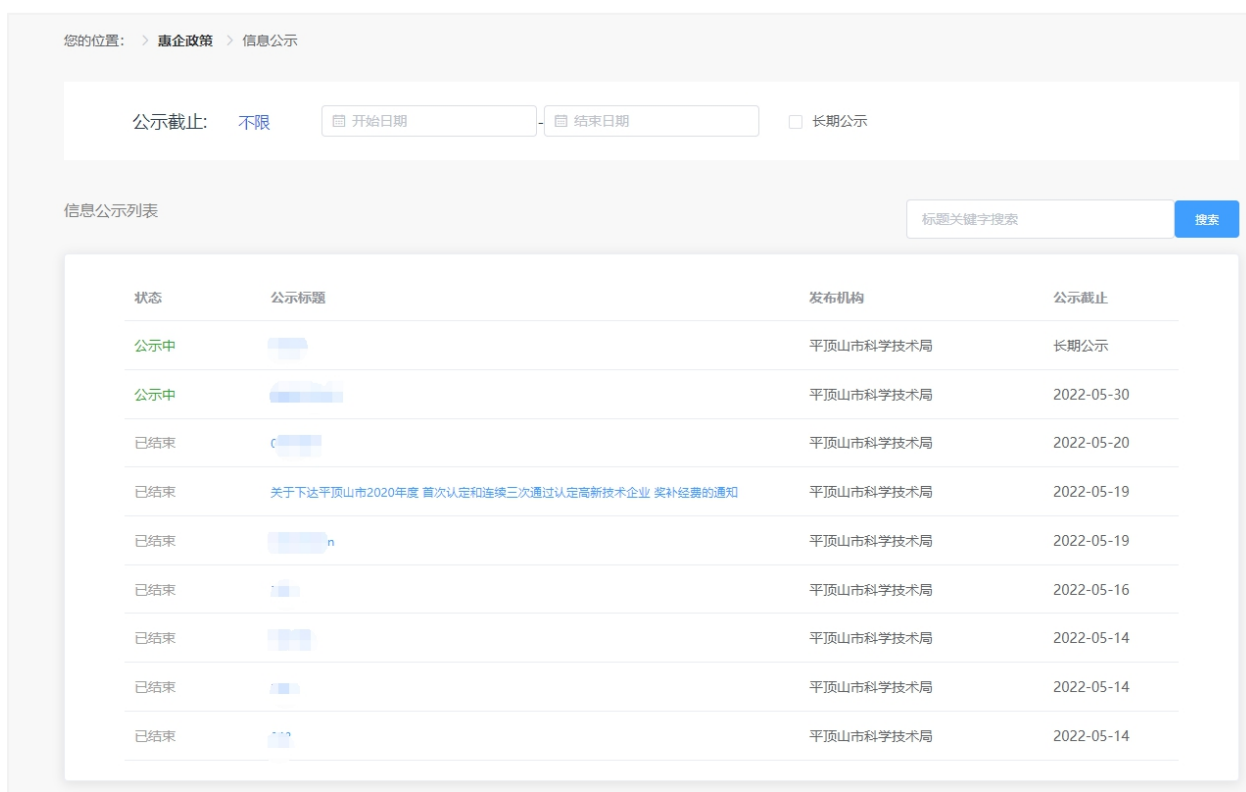 您的位置： > 惠企政策 > 信息公示
公示截止: 不限 开始日期 - 结束日期 长期公示
信息公示列表
标题关键字搜索 搜索
状态 公示标题 发布机构 公示截止
公示中 平顶山市科学技术局 长期公示
公示中 平顶山市科学技术局 2022-05-30
已结束 平顶山市科学技术局 2022-05-20
已结束 关于下达平顶山市2020年度 首次认定和连续三次通过认定高新技术企业 奖补经费的通知 平顶山市科学技术局 2022-05-19
已结束 n 平顶山市科学技术局 2022-05-19
已结束 平顶山市科学技术局 2022-05-16
已结束 平顶山市科学技术局 2022-05-14
已结束 平顶山市科学技术局 2022-05-14
已结束 平顶山市科学技术局 2022-05-14